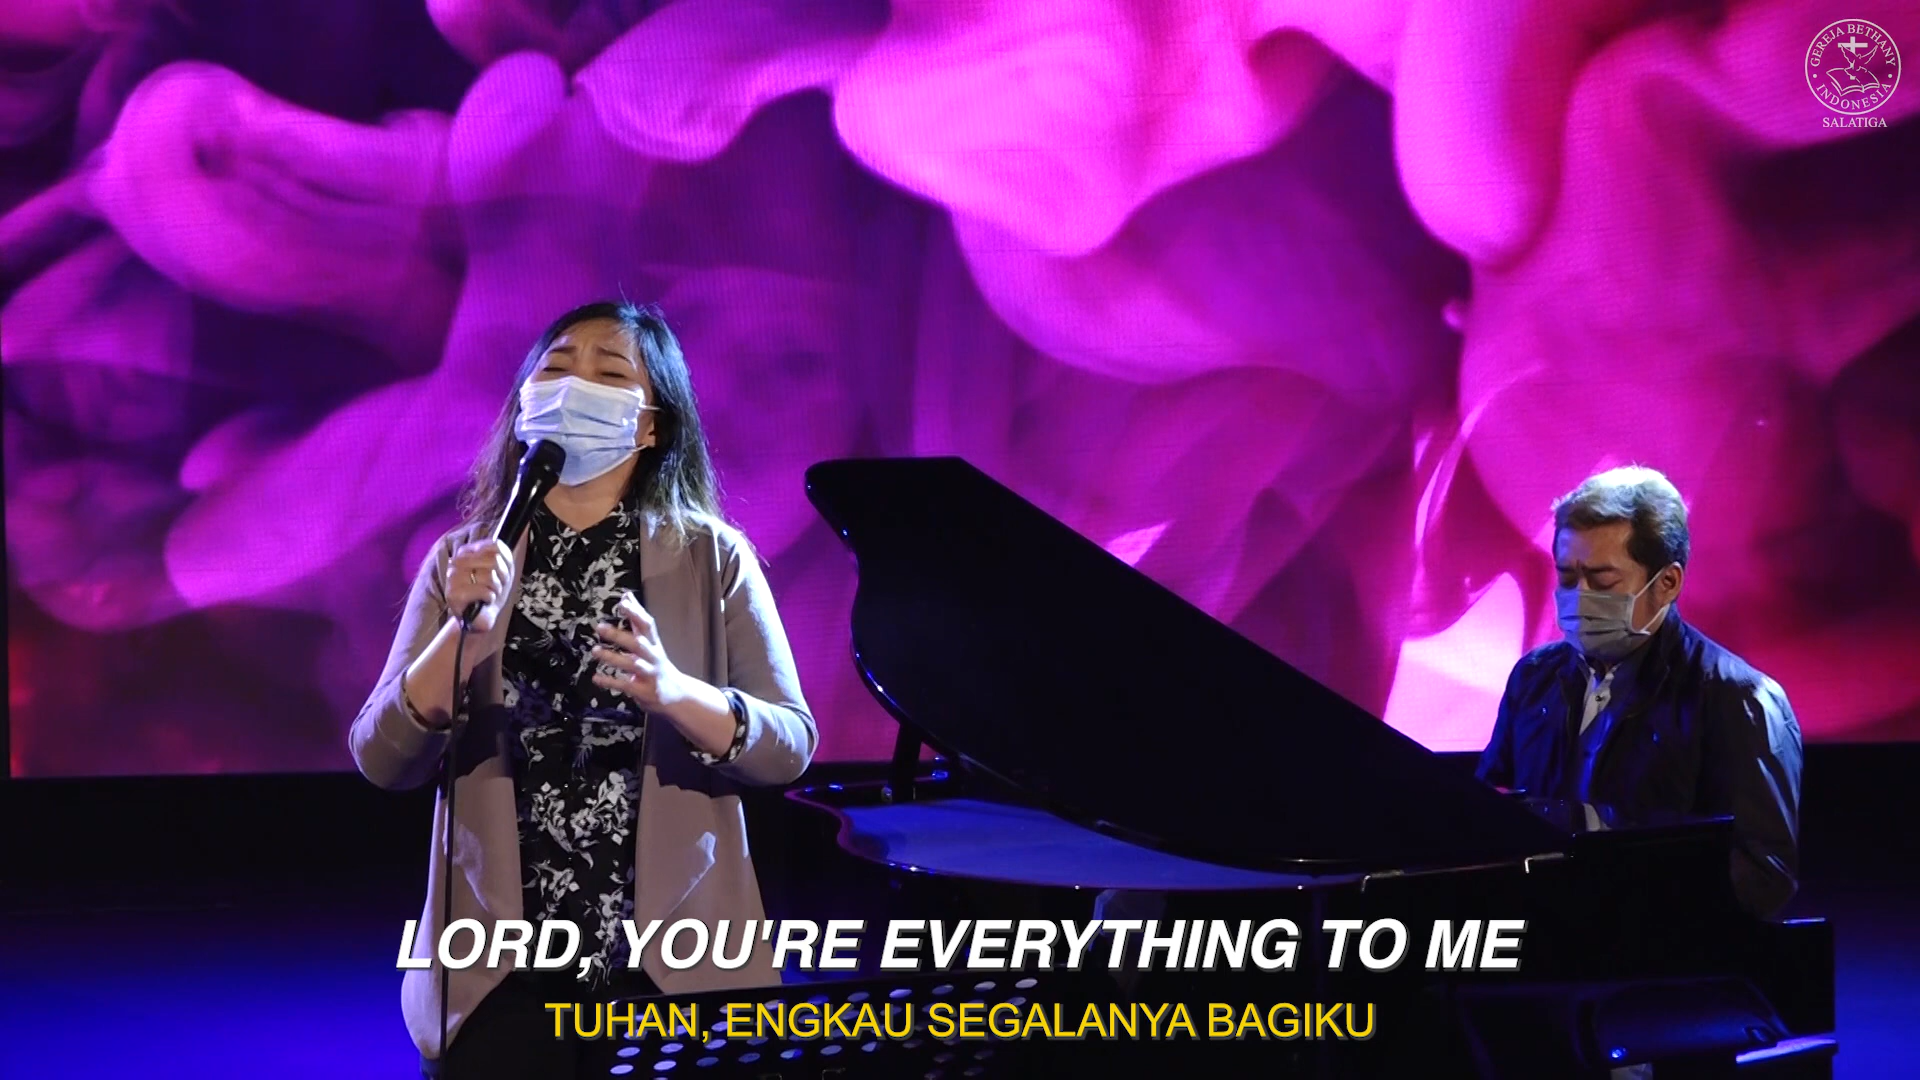 GEREJA BETHANY
INDONESIA
SALATIGA
LORD, YOU'RE EVERYTHING TO ME
TUHAN, ENGKAU SEGALANYA BAGIKU